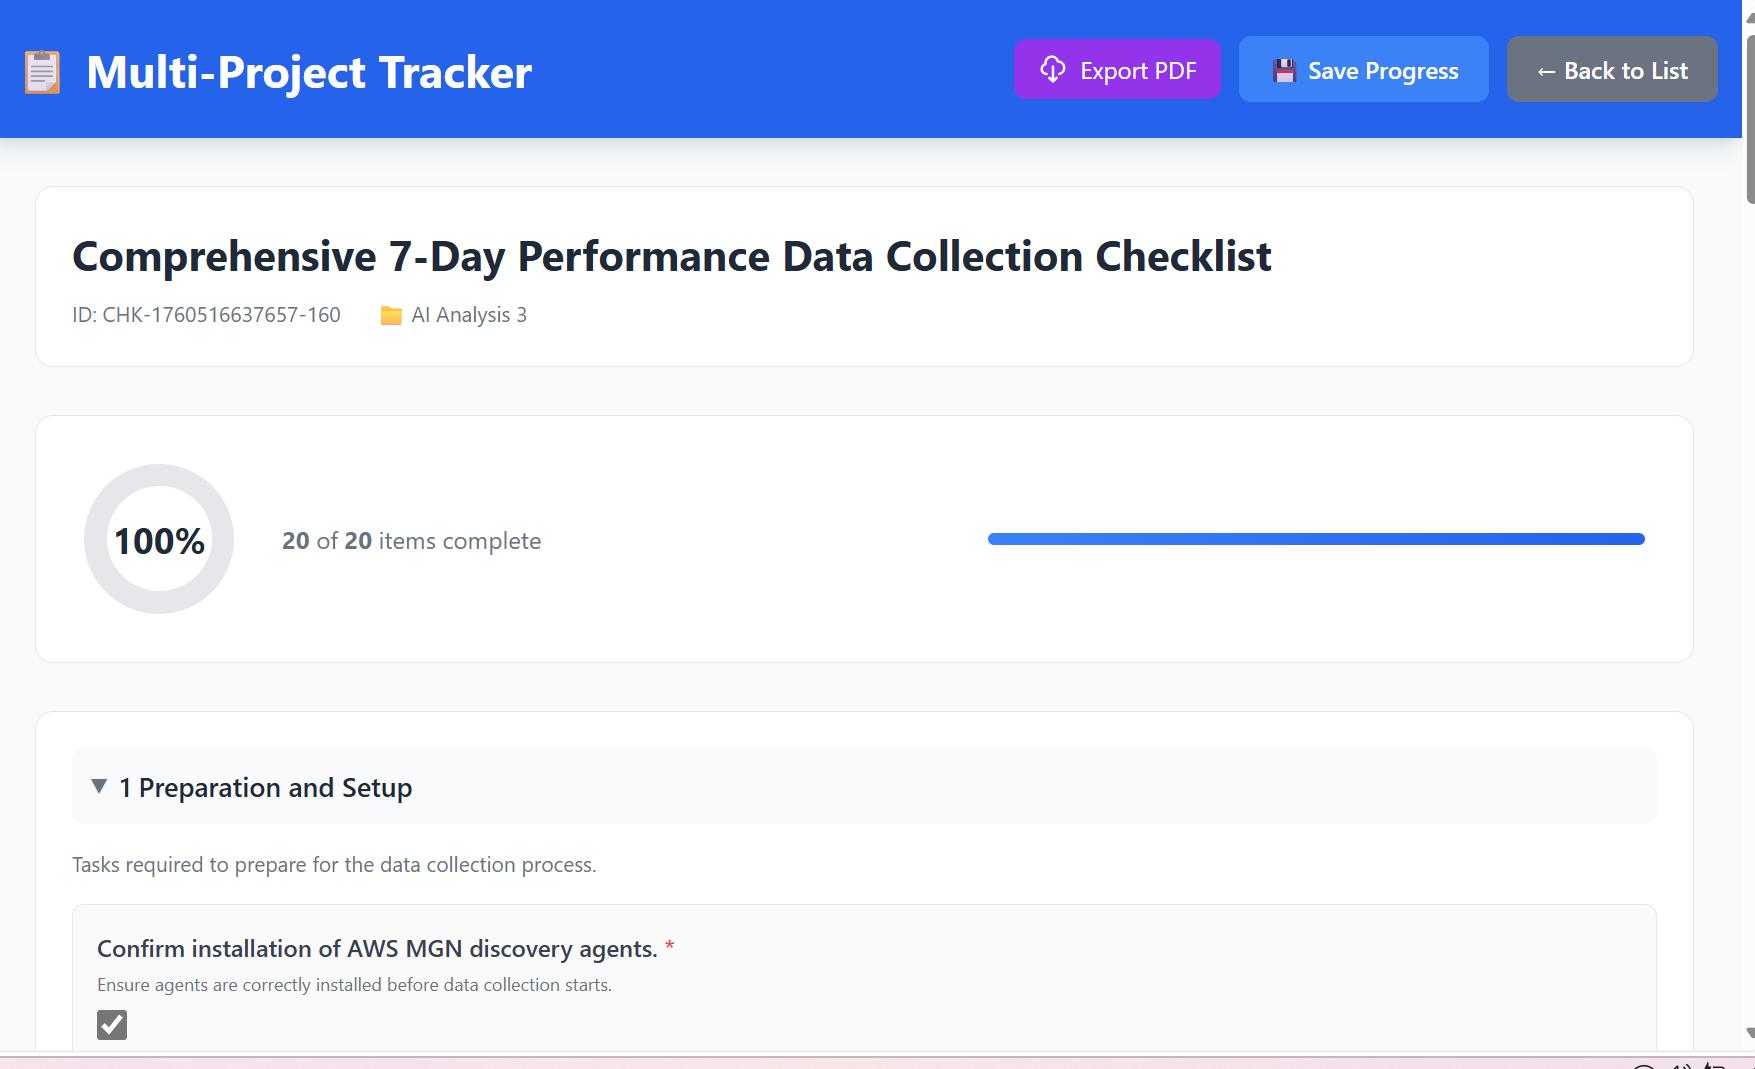 Multi-Project Tracker
Export PDF
Save Progress
← Back to List
Comprehensive 7-Day Performance Data Collection Checklist
ID: CHK-1760516637657-160
AI Analysis 3
100%
20 of 20 items complete
▼ 1 Preparation and Setup
Tasks required to prepare for the data collection process.
Confirm installation of AWS MGN discovery agents. *
Ensure agents are correctly installed before data collection starts.